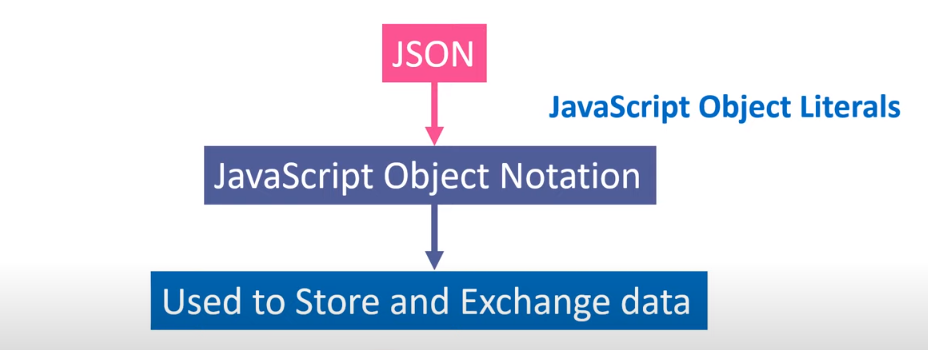 JSON
JavaScript Object Literals
JavaScript Object Notation
Used to Store and Exchange data